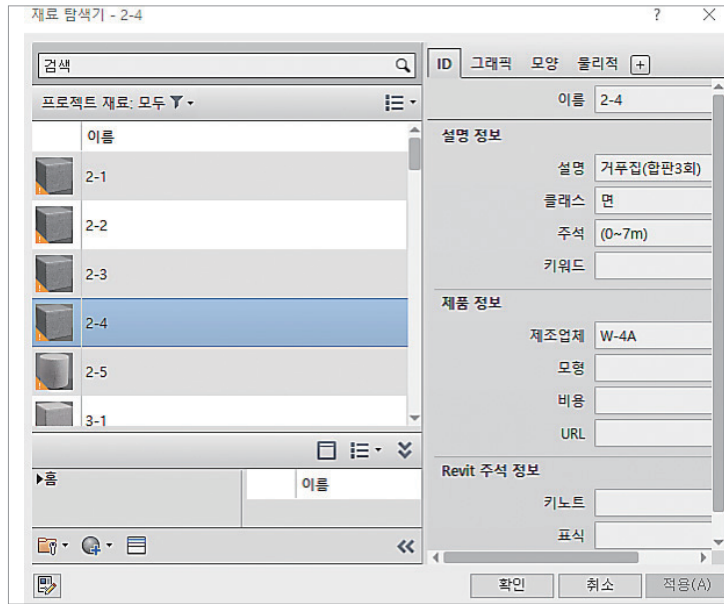 재료 탐색기 - 2-4
? ×
검색
프로젝트 재료: 모두
이름
2-1
2-2
2-3
2-4
2-5
3-1
▶홈
이름
ID 그래픽 모양 물리적 +
이름 2-4
설명 정보
설명 거푸집(합판3회)
클래스 면
주석 (0~7m)
키워드
제품 정보
제조업체 W-4A
모형
비용
URL
Revit 주석 정보
키노트
표식
확인 취소 적용(A)